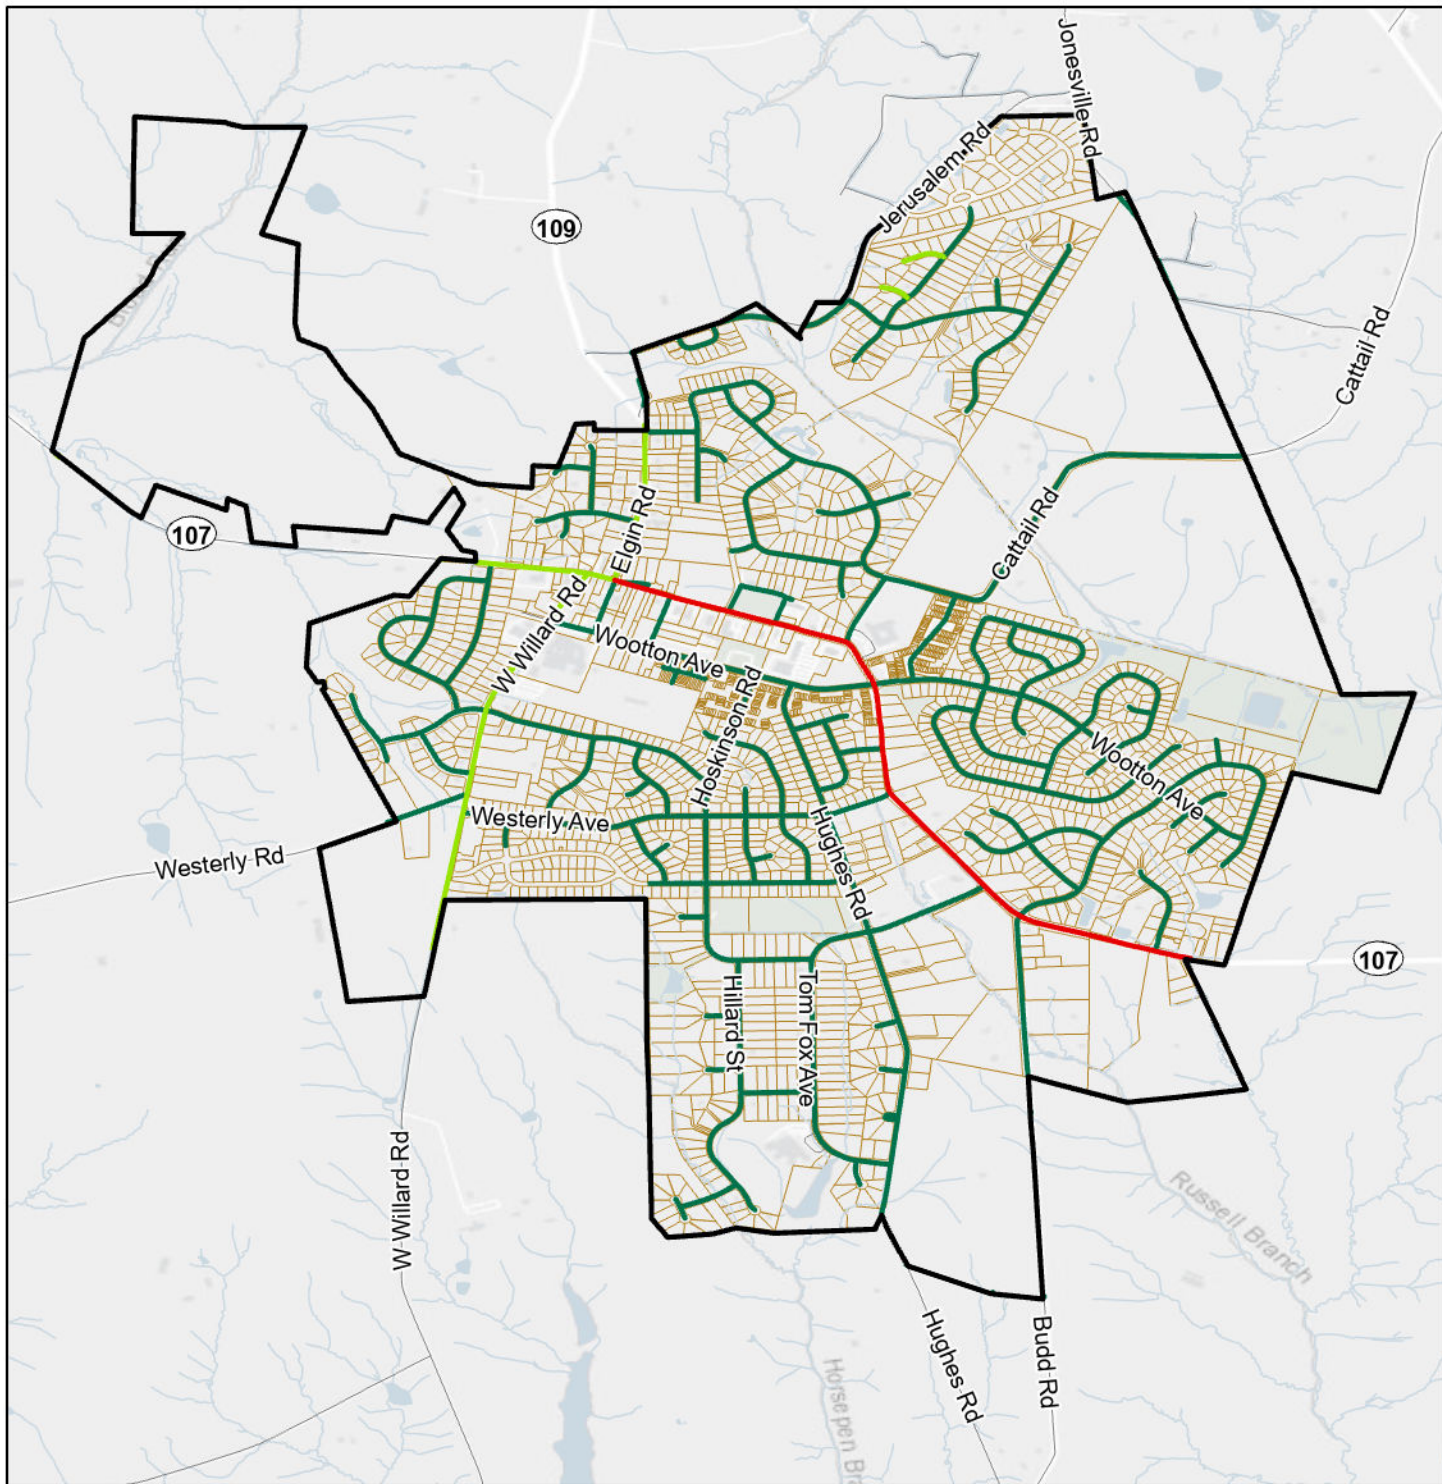 Jonesville Rd
Jerusalem Rd
109
Cattail Rd
107
Elgin Rd
Cattail Rd
W Willard Rd
Wootton Ave
Hoskinson Rd
Wootton Ave
Westerly Ave
Hughes Rd
Westerly Rd
107
Hillard St
Tom Fox Ave
W Willard Rd
Russell Branch
Hughes Rd
Budd Rd
Horsepen